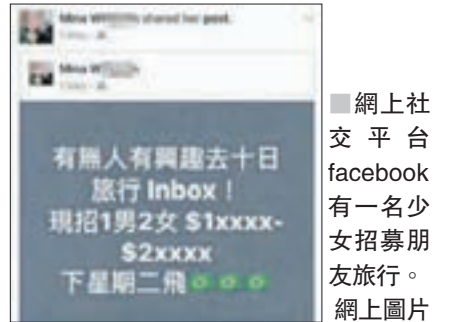 Mina shared her post.
Mina
有無人有興趣去十日
旅行 Inbox！
現招1男2女 $1xxxx-
$2xxxx
下星期二飛
■網上社
交平台
facebook
有一名少
女招募朋
友旅行。
網上圖片